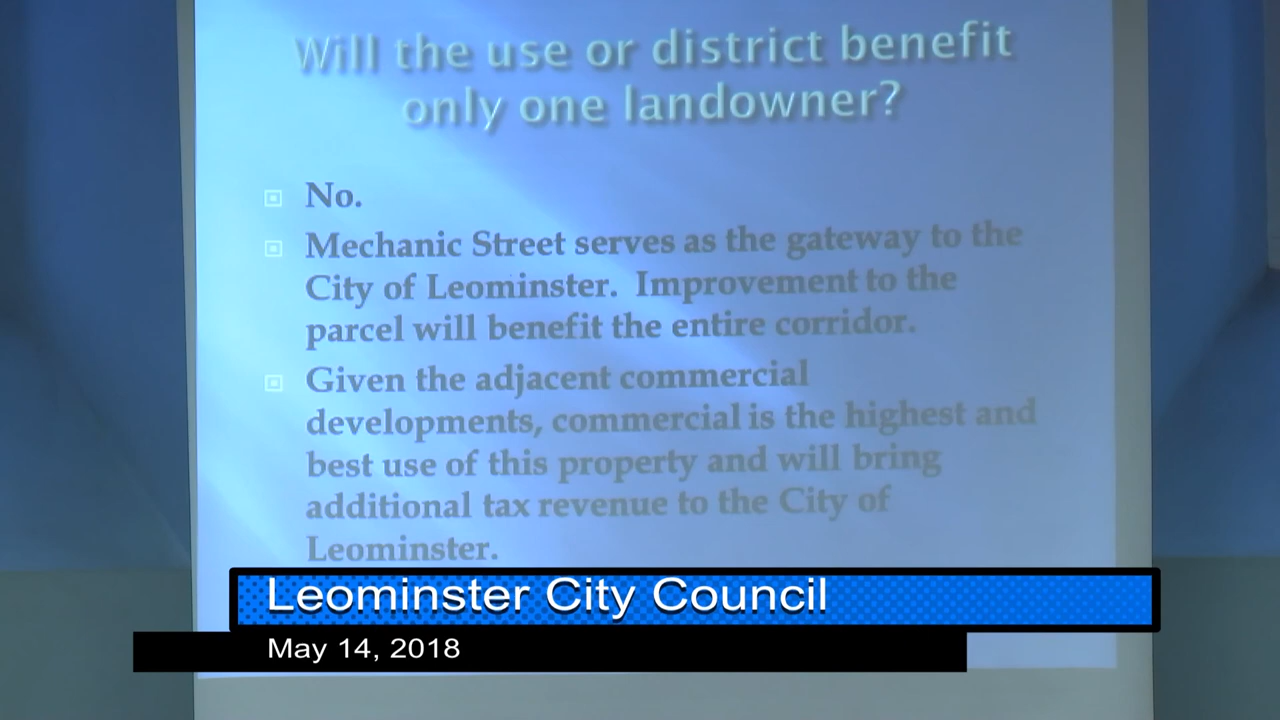 Will the use or district benefit
only one landowner?
No.
Mechanic Street serves as the gateway to the
City of Leominster. Improvement to the
parcel will benefit the entire corridor.
Given the adjacent commercial
developments, commercial is the highest and
best use of this property and will bring
additional tax revenue to the City of
Leominster.
Leominster City Council
May 14, 2018